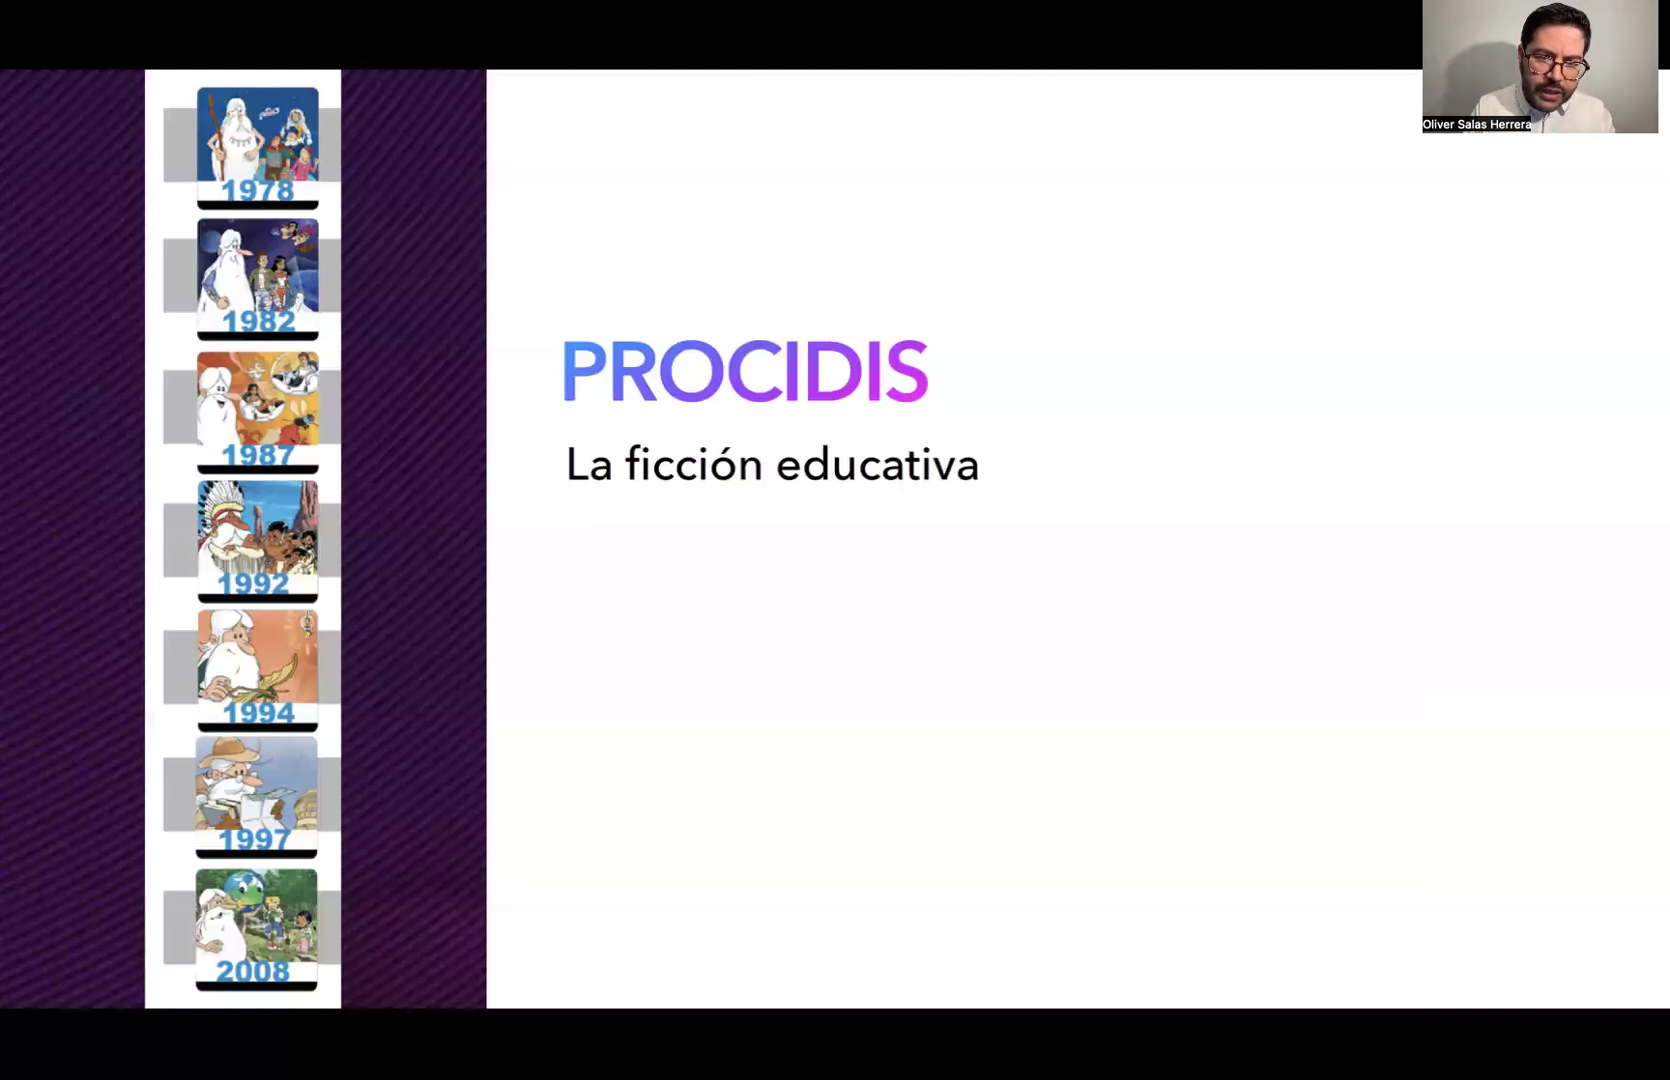 Oliver Salas Herrera
1978
1982
1987
1992
1994
1997
2008
PROCIDIS
La ficción educativa